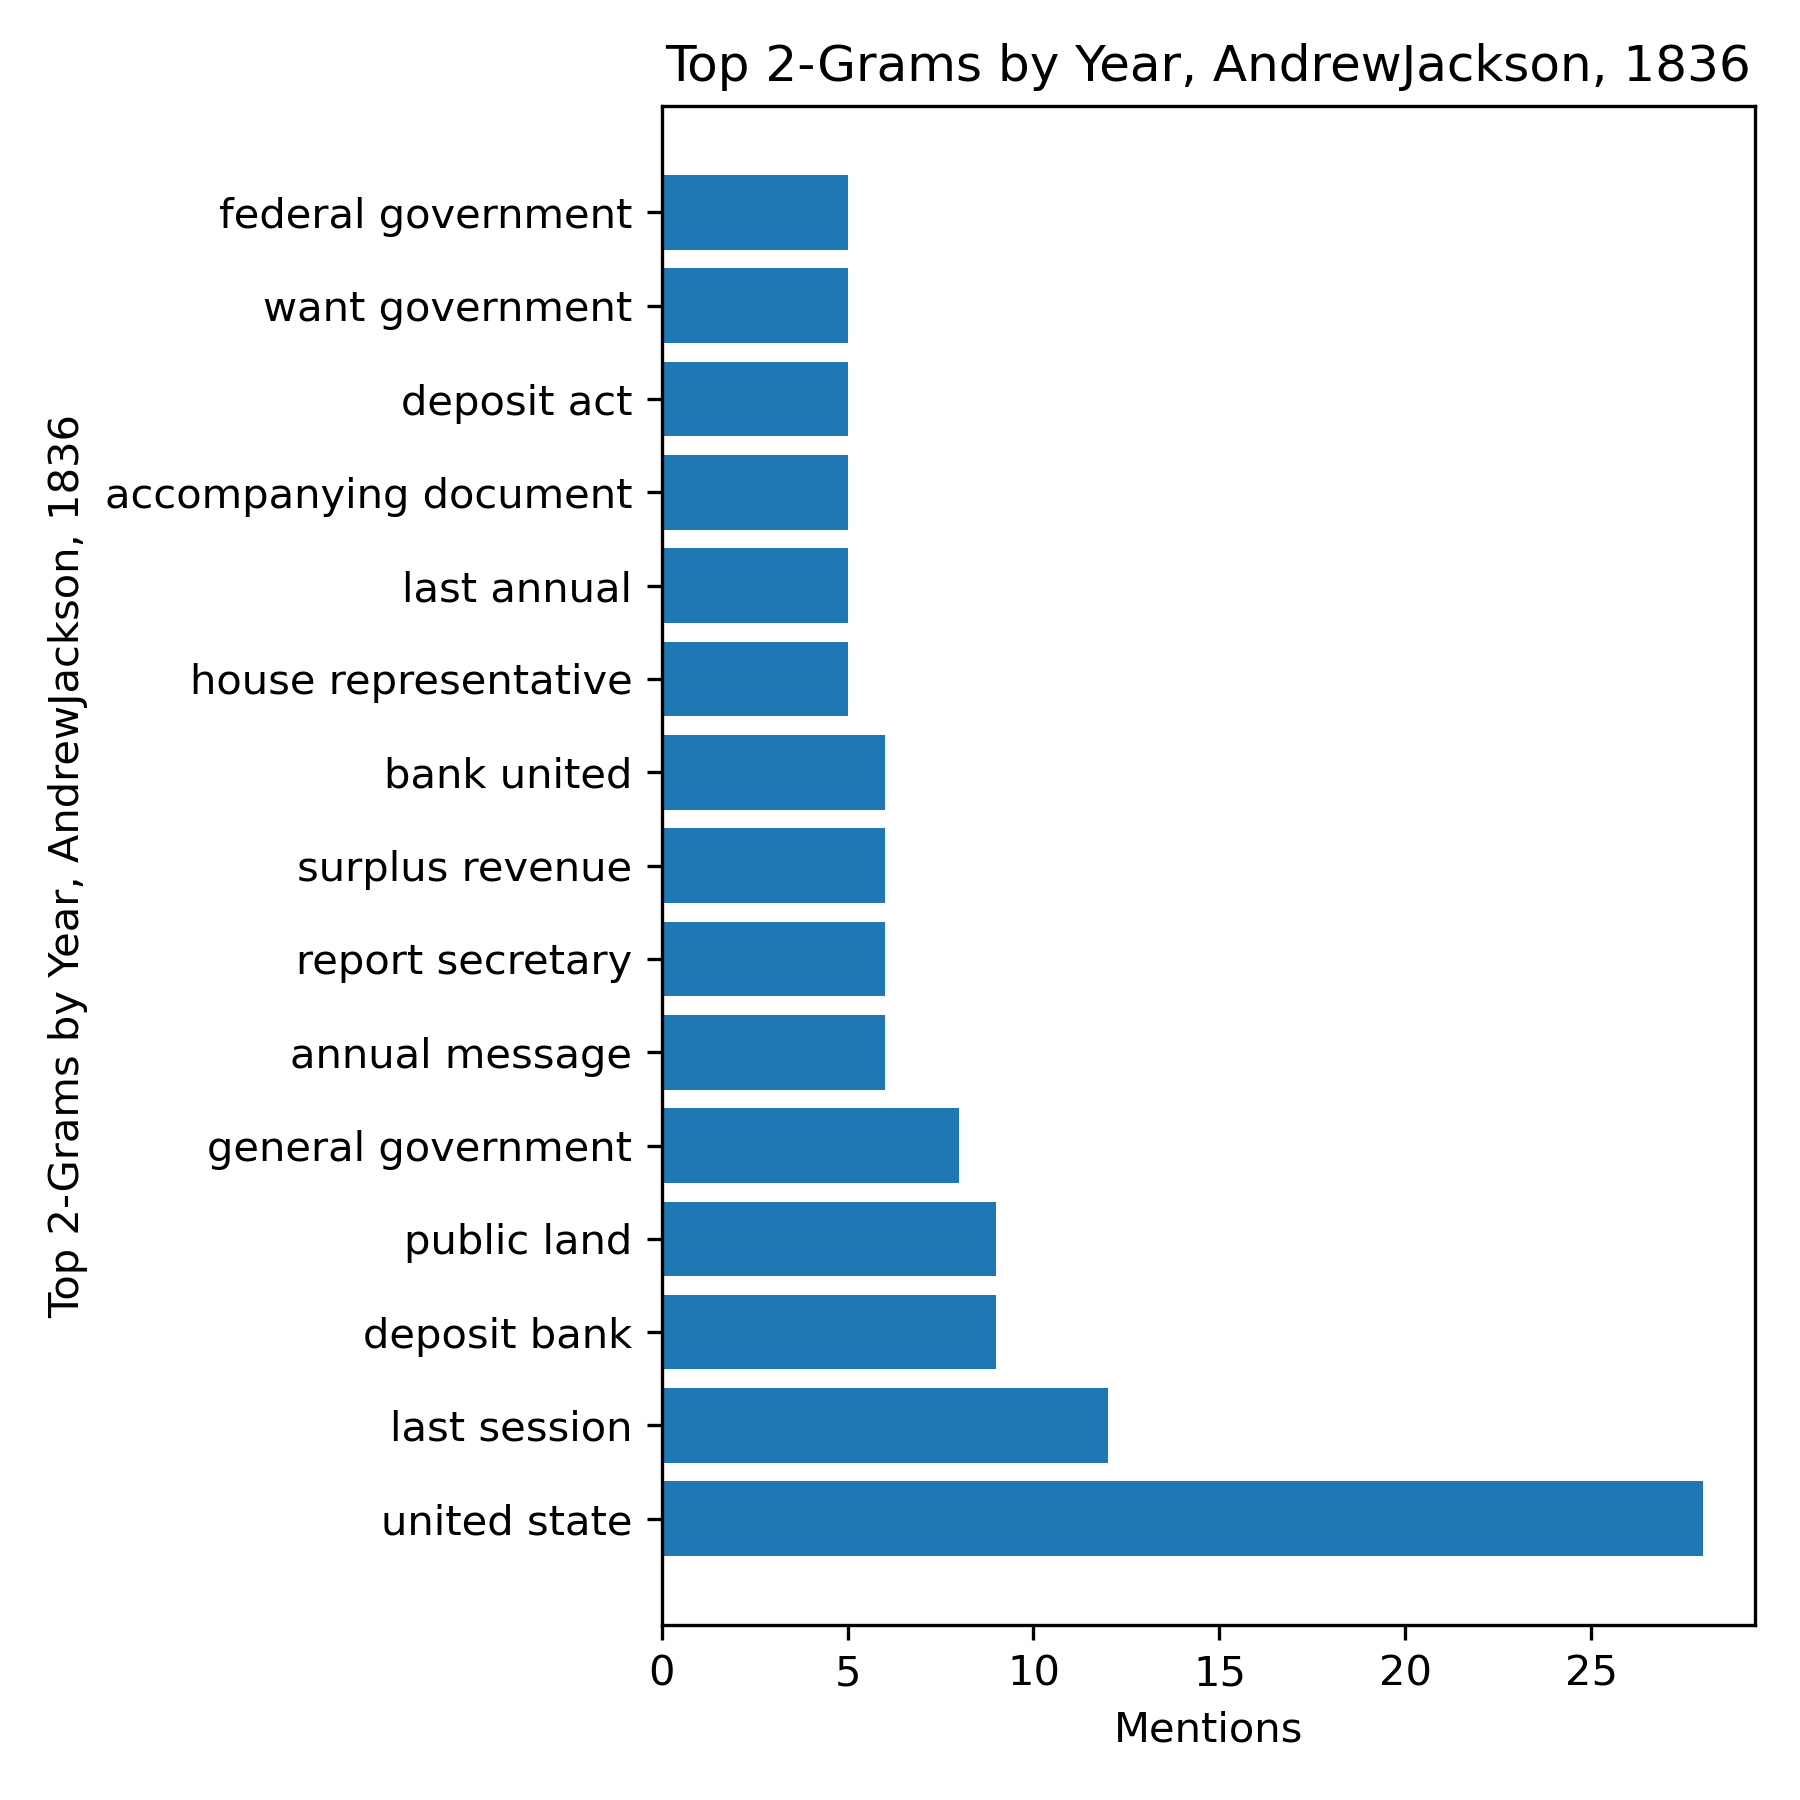 Top 2-Grams by Year, AndrewJackson, 1836
Top 2-Grams by Year, AndrewJackson, 1836
federal government
want government
deposit act
accompanying document
last annual
house representative
bank united
surplus revenue
report secretary
annual message
general government
public land
deposit bank
last session
united state
0 5 10 15 20 25
Mentions